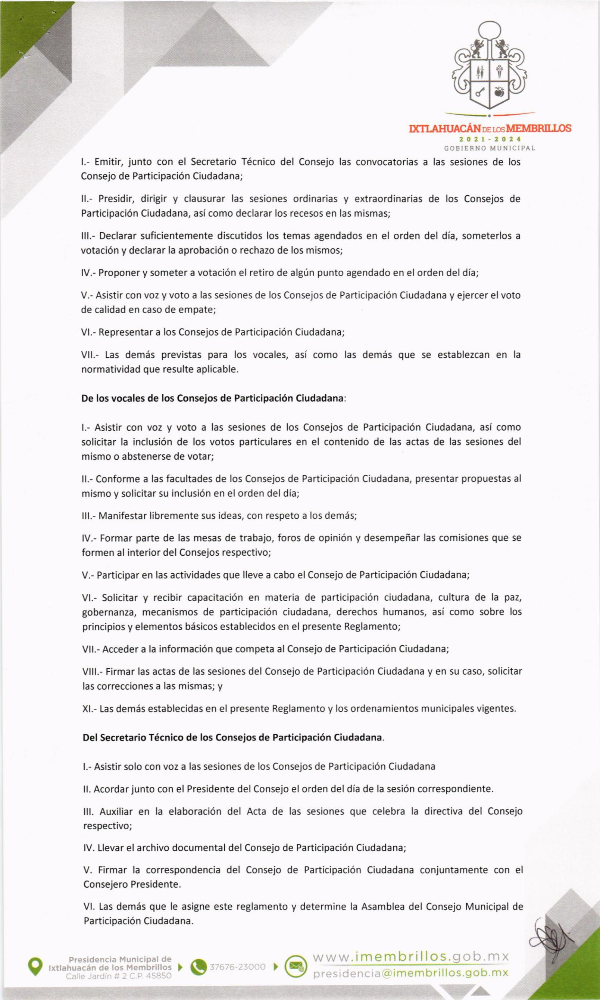 IXTLAHUACÁN DE LOS MEMBRILLOS
2021-2024
GOBIERNO MUNICIPAL
I.- Emitir, junto con el Secretario Técnico del Consejo las convocatorias a las sesiones de los
Consejo de Participación Ciudadana;
II.- Presidir, dirigir y clausurar las sesiones ordinarias y extraordinarias de los Consejos de
Participación Ciudadana, así como declarar los recesos en las mismas;
III.- Declarar suficientemente discutidos los temas agendados en el orden del día, someterlos a
votación y declarar la aprobación o rechazo de los mismos;
IV.- Proponer y someter a votación el retiro de algún punto agendado en el orden del día;
V.- Asistir con voz y voto a las sesiones de los Consejos de Participación Ciudadana y ejercer el voto
de calidad en caso de empate;
VI.- Representar a los Consejos de Participación Ciudadana;
VII.- Las demás previstas para los vocales, así como las demás que se establezcan en la
normatividad que resulte aplicable.
De los vocales de los Consejos de Participación Ciudadana:
I.- Asistir con voz y voto a las sesiones de los Consejos de Participación Ciudadana, así como
solicitar la inclusión de los votos particulares en el contenido de las actas de las sesiones del
mismo o abstenerse de votar;
II.- Conforme a las facultades de los Consejos de Participación Ciudadana, presentar propuestas al
mismo y solicitar su inclusión en el orden del día;
III.- Manifestar libremente sus ideas, con respeto a los demás;
IV.- Formar parte de las mesas de trabajo, foros de opinión y desempeñar las comisiones que se
formen al interior del Consejos respectivo;
V.- Participar en las actividades que lleve a cabo el Consejo de Participación Ciudadana;
VI.- Solicitar y recibir capacitación en materia de participación ciudadana, cultura de la paz,
gobernanza, mecanismos de participación ciudadana, derechos humanos, así como sobre los
principios y elementos básicos establecidos en el presente Reglamento;
VII.- Acceder a la información que competa al Consejo de Participación Ciudadana;
VIII.- Firmar las actas de las sesiones del Consejo de Participación Ciudadana y en su caso, solicitar
las correcciones a las mismas; y
XI.- Las demás establecidas en el presente Reglamento y los ordenamientos municipales vigentes.
Del Secretario Técnico de los Consejos de Participación Ciudadana.
I.- Asistir solo con voz a las sesiones de los Consejos de Participación Ciudadana
II. Acordar junto con el Presidente del Consejo el orden del día de la sesión correspondiente.
III. Auxiliar en la elaboración del Acta de las sesiones que celebra la directiva del Consejo
respectivo;
IV. Llevar el archivo documental del Consejo de Participación Ciudadana;
V. Firmar la correspondencia del Consejo de Participación Ciudadana conjuntamente con el
Consejero Presidente.
VI. Las demás que le asigne este reglamento y determine la Asamblea del Consejo Municipal de
Participación Ciudadana.
Presidencia Municipal de
Ixtlahuacán de los Membrillos
Calle Jardín # 2 C.P. 45850
37676-23000
www.imembrillos.gob.mx
presidencia@imembrillos.gob.mx